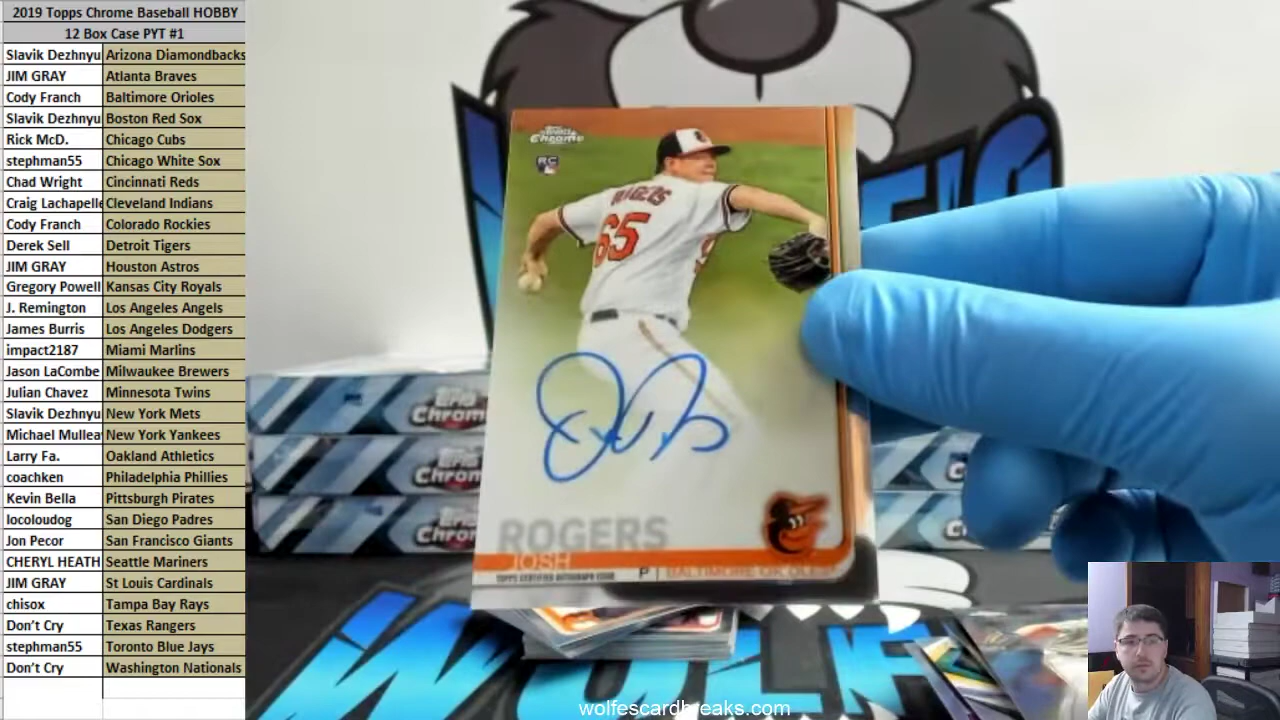 2019 Topps Chrome Baseball HOBBY
12 Box Case PYT #1
Slavik Dezhnyu Arizona Diamondbacks
JIM GRAY Atlanta Braves
Cody Franch Baltimore Orioles
Slavik Dezhnyu Boston Red Sox
Rick McD. Chicago Cubs
stephman55 Chicago White Sox
Chad Wright Cincinnati Reds
Craig Lachapelle Cleveland Indians
Cody Franch Colorado Rockies
Derek Sell Detroit Tigers
JIM GRAY Houston Astros
Gregory Powell Kansas City Royals
J. Remington Los Angeles Angels
James Burris Los Angeles Dodgers
impact2187 Miami Marlins
Jason LaCombe Milwaukee Brewers
Julian Chavez Minnesota Twins
Slavik Dezhnyu New York Mets
Michael Mullea New York Yankees
Larry Fa. Oakland Athletics
coachken Philadelphia Phillies
Kevin Bella Pittsburgh Pirates
locoloudog San Diego Padres
Jon Pecor San Francisco Giants
CHERYL HEATH Seattle Mariners
JIM GRAY St Louis Cardinals
chisox Tampa Bay Rays
Don't Cry Texas Rangers
stephman55 Toronto Blue Jays
Don't Cry Washington Nationals
Topps Chrome
RC
ROGERS
65
ROGERS
JOSH
TOPPS CERTIFIED AUTOGRAPH ISSUE P BALTIMORE ORIOLES
Topps Chrome
Topps Chrom
Topps Chrom
WOLF
wolfescardbreaks.com